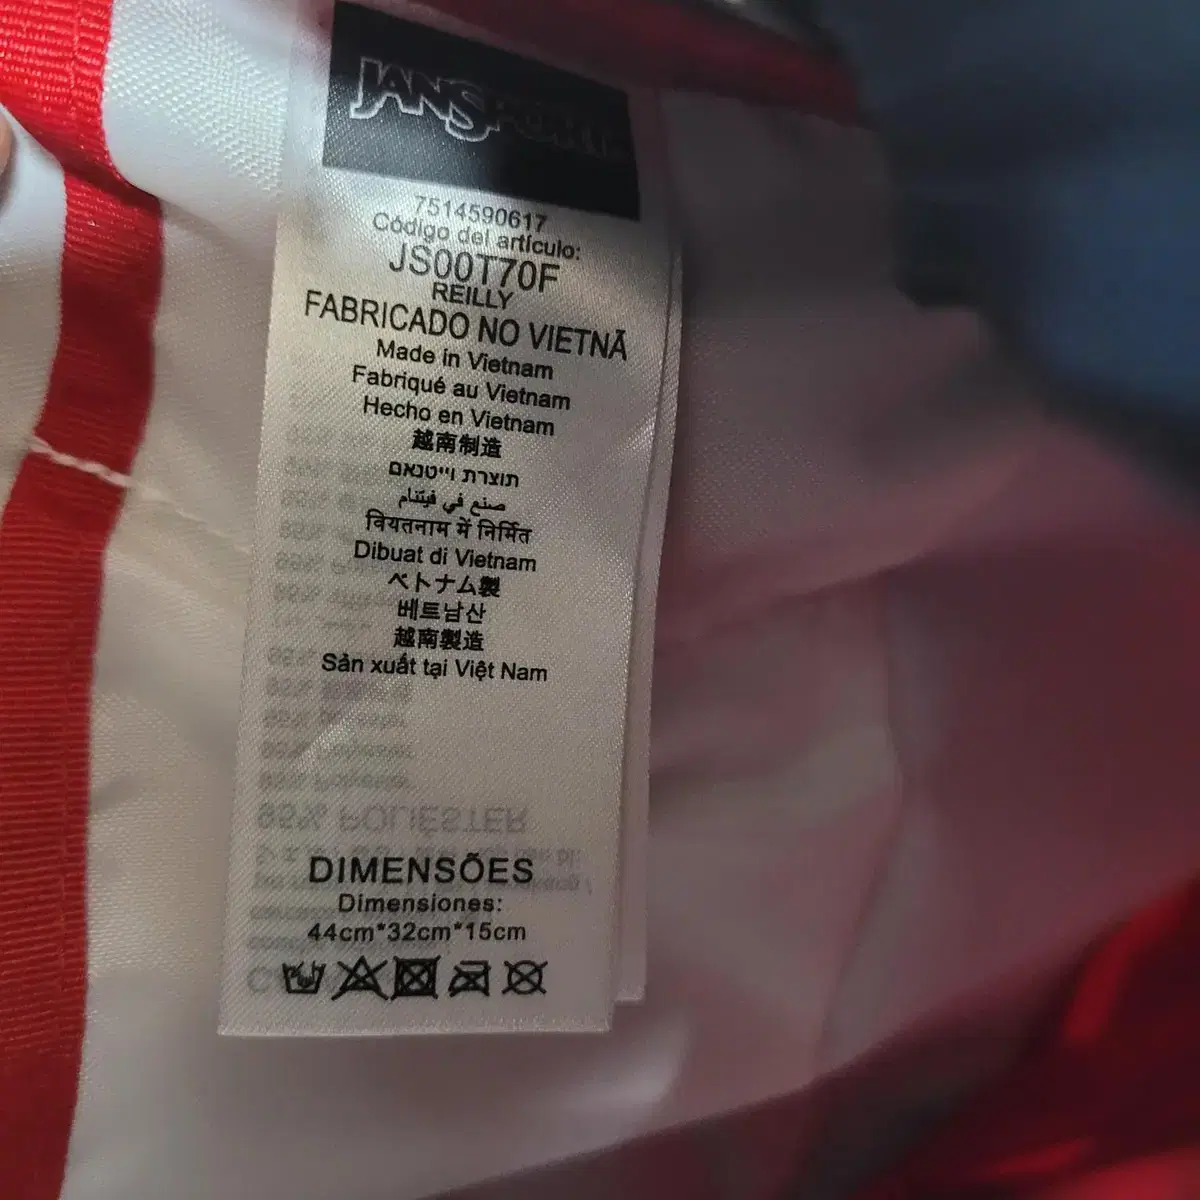 JANSPORT
7514590617
Código del artículo:
JS00T70F
REILLY
FABRICADO NO VIETNÃ
Made in Vietnam
Fabriqué au Vietnam
Hecho en Vietnam
越南制造
תוצרת וייטנאם
صنع في فيتنام
वियतनाम में निर्मित
Dibuat di Vietnam
ベトナム製
베트남산
越南製造
Sản xuất tại Việt Nam
95% POLIÉSTER
DIMENSÕES
Dimensiones:
44cm*32cm*15cm